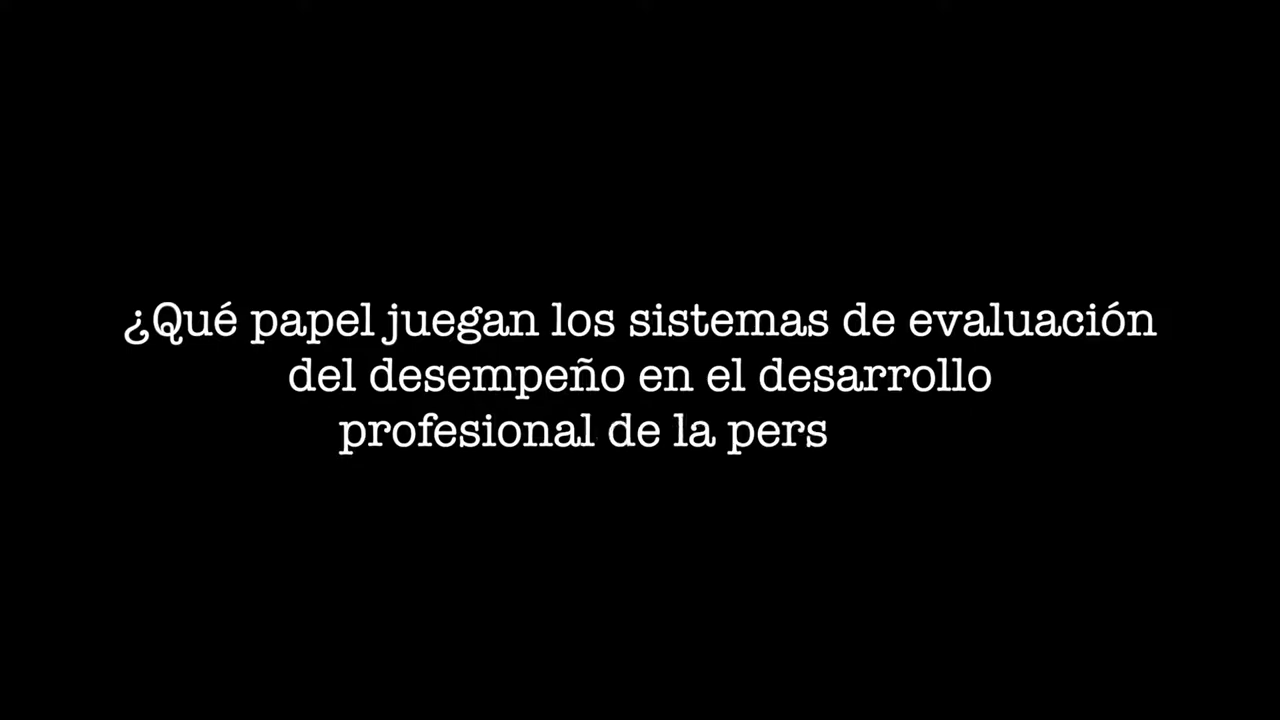 ¿Qué papel juegan los sistemas de evaluación
del desempeño en el desarrollo
profesional de la pers